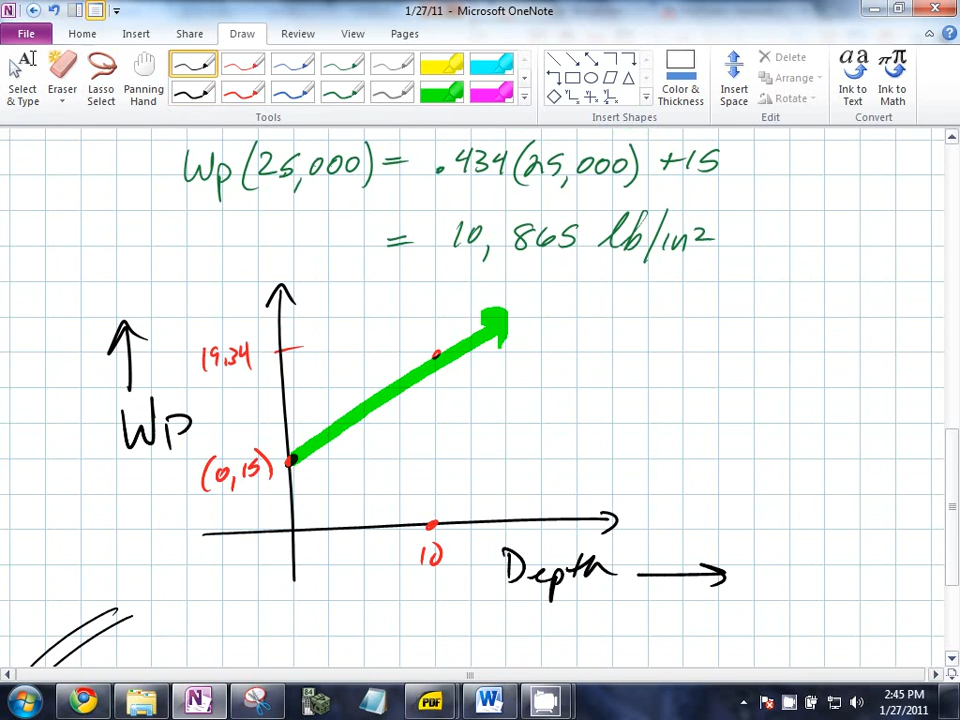 1/27/11 - Microsoft OneNote
File Home Insert Share Draw Review View Pages
Select & Type
Eraser
Lasso Select
Panning Hand
Color & Thickness
Insert Space
Delete
Arrange
Rotate
Ink to Text
Ink to Math
Tools Insert Shapes Edit Convert
Wp(25,000) = .434(25,000) +15
= 10,865 lb/in2
19.34
Wp
(0,15)
10
Depth
2:45 PM
1/27/2011